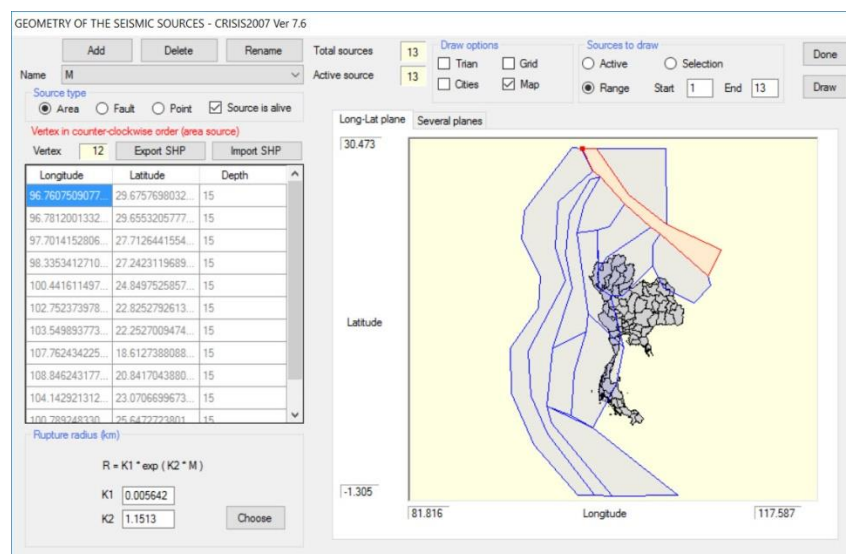 GEOMETRY OF THE SEISMIC SOURCES - CRISIS2007 Ver 7.6
Add Delete Rename
Name M
Source type
Area Fault Point Source is alive
Vertex in counter-clockwise order (area source)
Vertex 12 Export SHP Import SHP
Longitude Latitude Depth
96.7607509077... 29.6757698032... 15
96.7812001332... 29.6553205777... 15
97.7014152806... 27.7126441554... 15
98.3353412710... 27.2423119689... 15
100.441611497... 24.8497525857... 15
102.752373978... 22.8252792613... 15
103.549893773... 22.2527009474... 15
107.762434225... 18.6127388088... 15
108.846243177... 20.8417043880... 15
104.142921312... 23.0706699673... 15
100.789248330... 25.6472723801... 15
Rupture radius (km)
R = K1 * exp ( K2 * M )
K1 0.005642
K2 1.1513 Choose
Total sources 13
Active source 13
Draw options
Trian Grid
Cities Map
Sources to draw
Active Selection
Range Start 1 End 13
Done
Draw
Long-Lat plane Several planes
30.473
Latitude
-1.305
81.816 Longitude 117.587